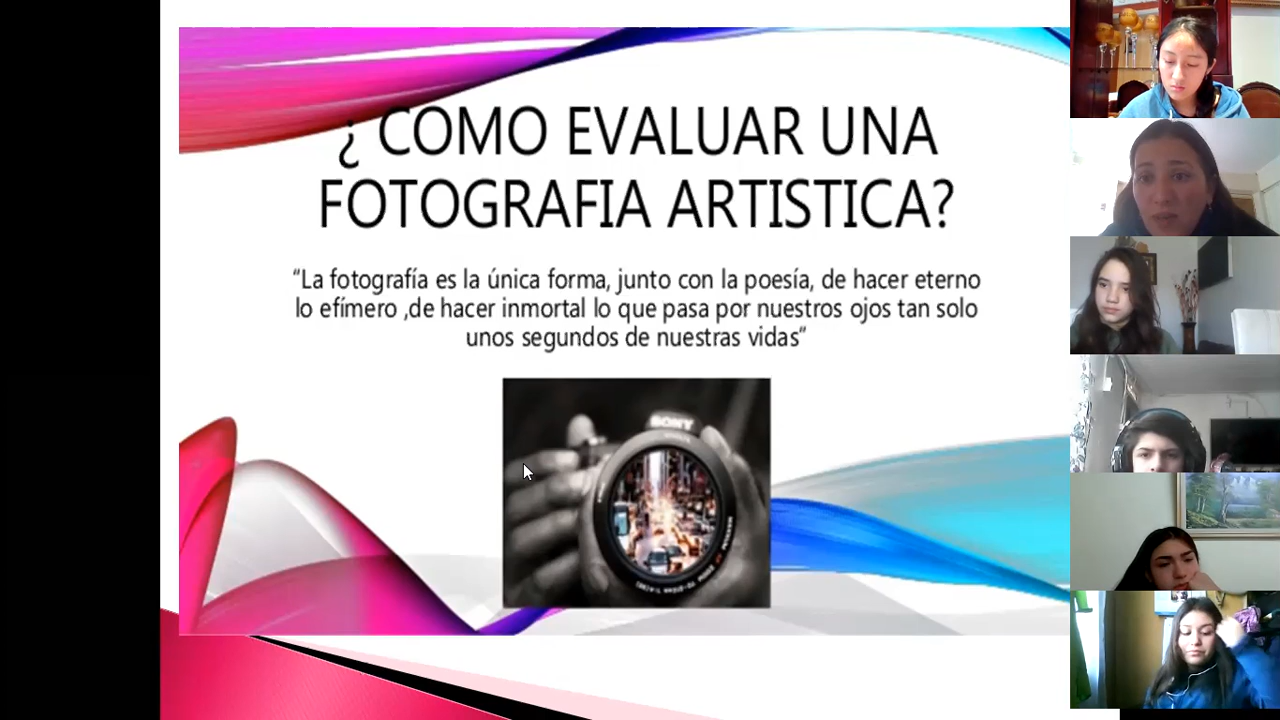 ¿ COMO EVALUAR UNA
FOTOGRAFIA ARTISTICA?
“La fotografía es la única forma, junto con la poesía, de hacer eterno
lo efímero ,de hacer inmortal lo que pasa por nuestros ojos tan solo
unos segundos de nuestras vidas“
SONY